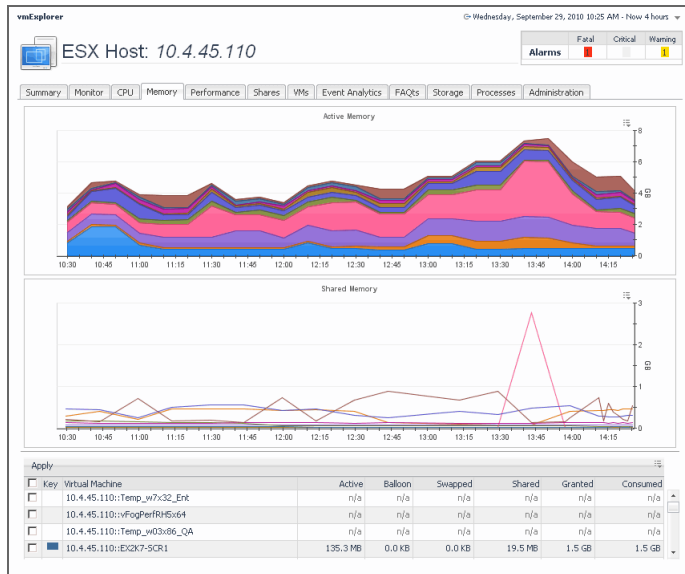 vmExplorer
Wednesday, September 29, 2010 10:25 AM - Now 4 hours
ESX Host: 10.4.45.110
Fatal Critical Warning
Alarms 1 1
Summary Monitor CPU Memory Performance Shares VMs Event Analytics FAQts Storage Processes Administration
Active Memory
8
6
4
2
0
GB
10:30 10:45 11:00 11:15 11:30 11:45 12:00 12:15 12:30 12:45 13:00 13:15 13:30 13:45 14:00 14:15
Shared Memory
3
2
1
0
GB
10:30 10:45 11:00 11:15 11:30 11:45 12:00 12:15 12:30 12:45 13:00 13:15 13:30 13:45 14:00 14:15
Apply
Key Virtual Machine Active Balloon Swapped Shared Granted Consumed
10.4.45.110::Temp_w7x32_Ent n/a n/a n/a n/a n/a n/a
10.4.45.110::vFogPerfRH5x64 n/a n/a n/a n/a n/a n/a
10.4.45.110::Temp_w03x86_QA n/a n/a n/a n/a n/a n/a
10.4.45.110::EX2K7-SCR1 135.3 MB 0.0 KB 0.0 KB 19.5 MB 1.5 GB 1.5 GB